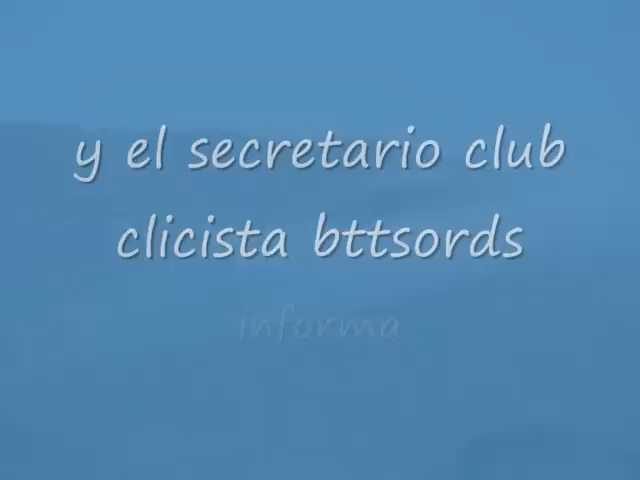 y el secretario club
clicista bttsords
informa